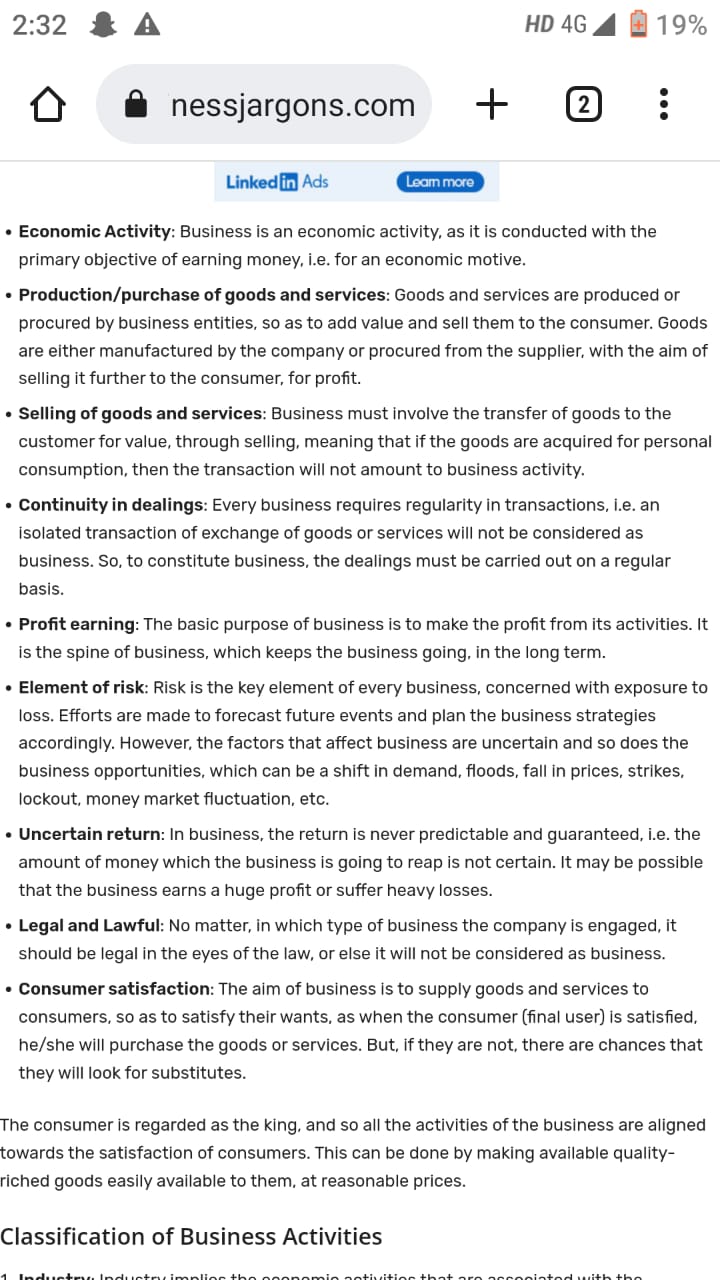 2:32 HD 4G 19%
nessjargons.com 2
Linked in Ads Learn more
• Economic Activity: Business is an economic activity, as it is conducted with the
primary objective of earning money, i.e. for an economic motive.
• Production/purchase of goods and services: Goods and services are produced or
procured by business entities, so as to add value and sell them to the consumer. Goods
are either manufactured by the company or procured from the supplier, with the aim of
selling it further to the consumer, for profit.
• Selling of goods and services: Business must involve the transfer of goods to the
customer for value, through selling, meaning that if the goods are acquired for personal
consumption, then the transaction will not amount to business activity.
• Continuity in dealings: Every business requires regularity in transactions, i.e. an
isolated transaction of exchange of goods or services will not be considered as
business. So, to constitute business, the dealings must be carried out on a regular
basis.
• Profit earning: The basic purpose of business is to make the profit from its activities. It
is the spine of business, which keeps the business going, in the long term.
• Element of risk: Risk is the key element of every business, concerned with exposure to
loss. Efforts are made to forecast future events and plan the business strategies
accordingly. However, the factors that affect business are uncertain and so does the
business opportunities, which can be a shift in demand, floods, fall in prices, strikes,
lockout, money market fluctuation, etc.
• Uncertain return: In business, the return is never predictable and guaranteed, i.e. the
amount of money which the business is going to reap is not certain. It may be possible
that the business earns a huge profit or suffer heavy losses.
• Legal and Lawful: No matter, in which type of business the company is engaged, it
should be legal in the eyes of the law, or else it will not be considered as business.
• Consumer satisfaction: The aim of business is to supply goods and services to
consumers, so as to satisfy their wants, as when the consumer (final user) is satisfied,
he/she will purchase the goods or services. But, if they are not, there are chances that
they will look for substitutes.
The consumer is regarded as the king, and so all the activities of the business are aligned
towards the satisfaction of consumers. This can be done by making available quality-
riched goods easily available to them, at reasonable prices.
Classification of Business Activities
1. Industry: Industry implies the economic activities that are associated with the